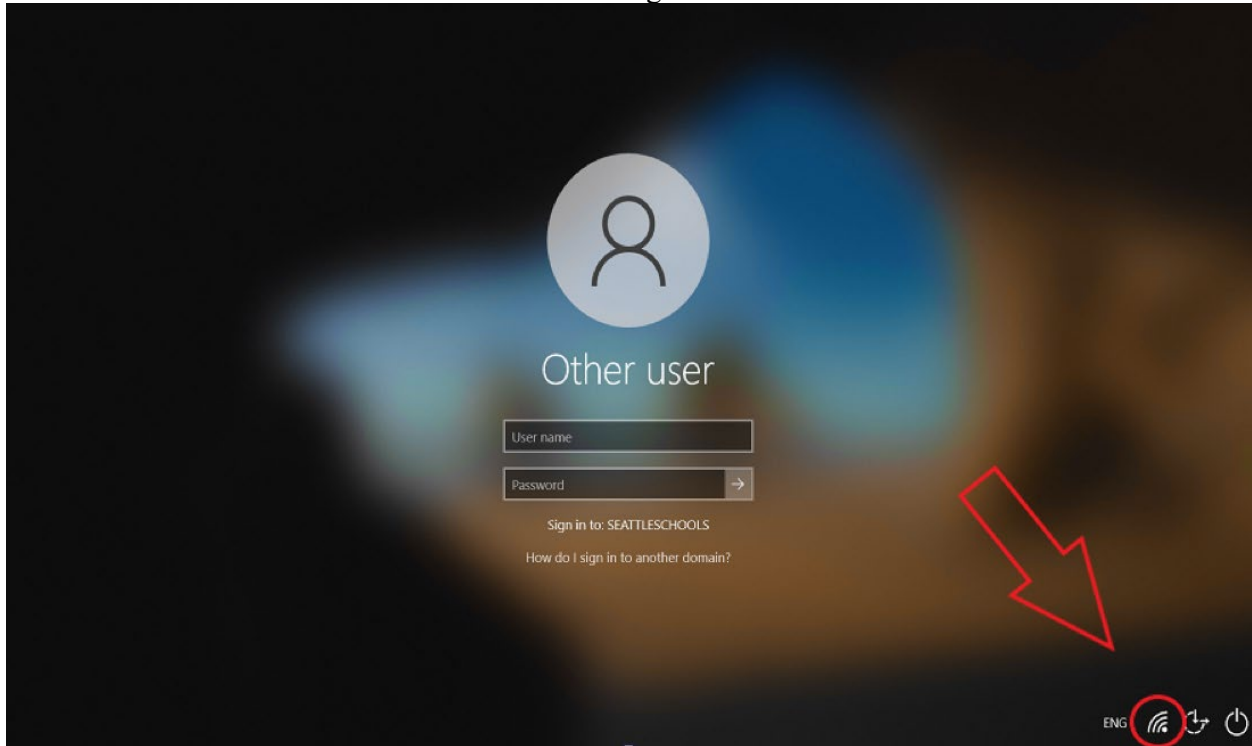 Other user
User name
Password
Sign in to: SEATTLESCHOOLS
How do I sign in to another domain?
ENG